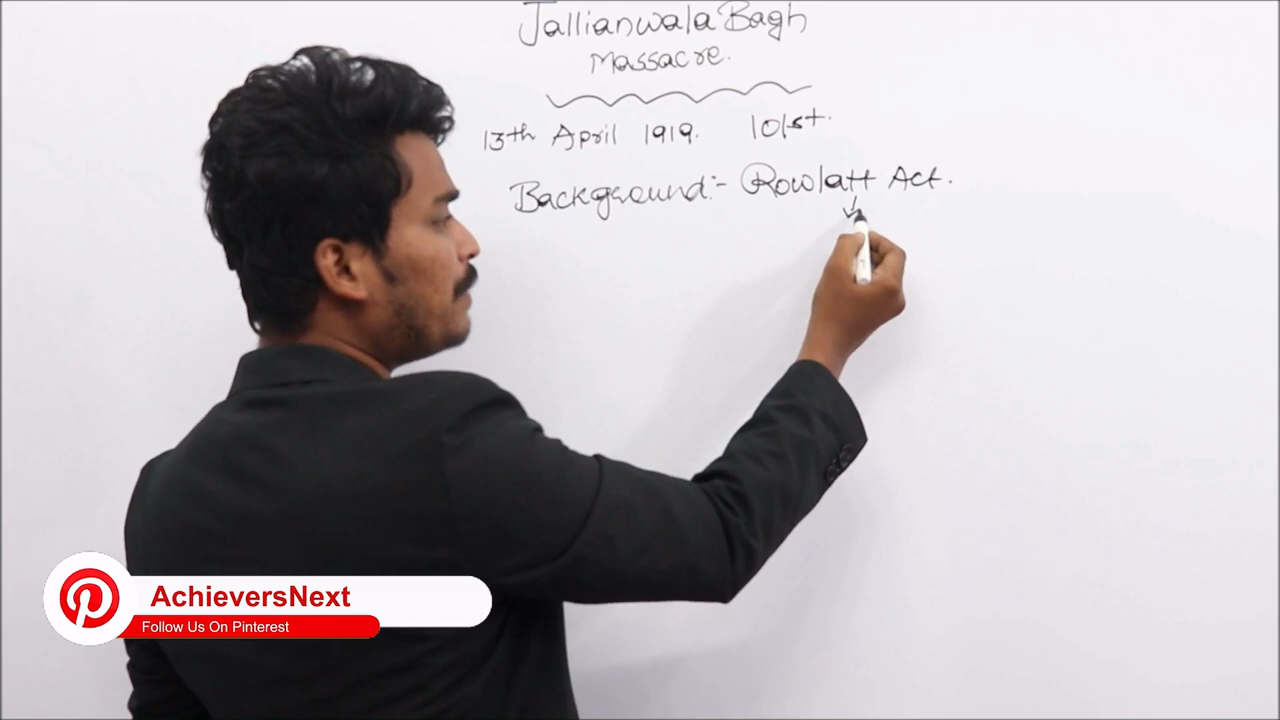 Jallianwala Bagh
Massacre.
13th April 1919. 101st.
Background:- Rowlatt Act.
AchieversNext
Follow Us On Pinterest